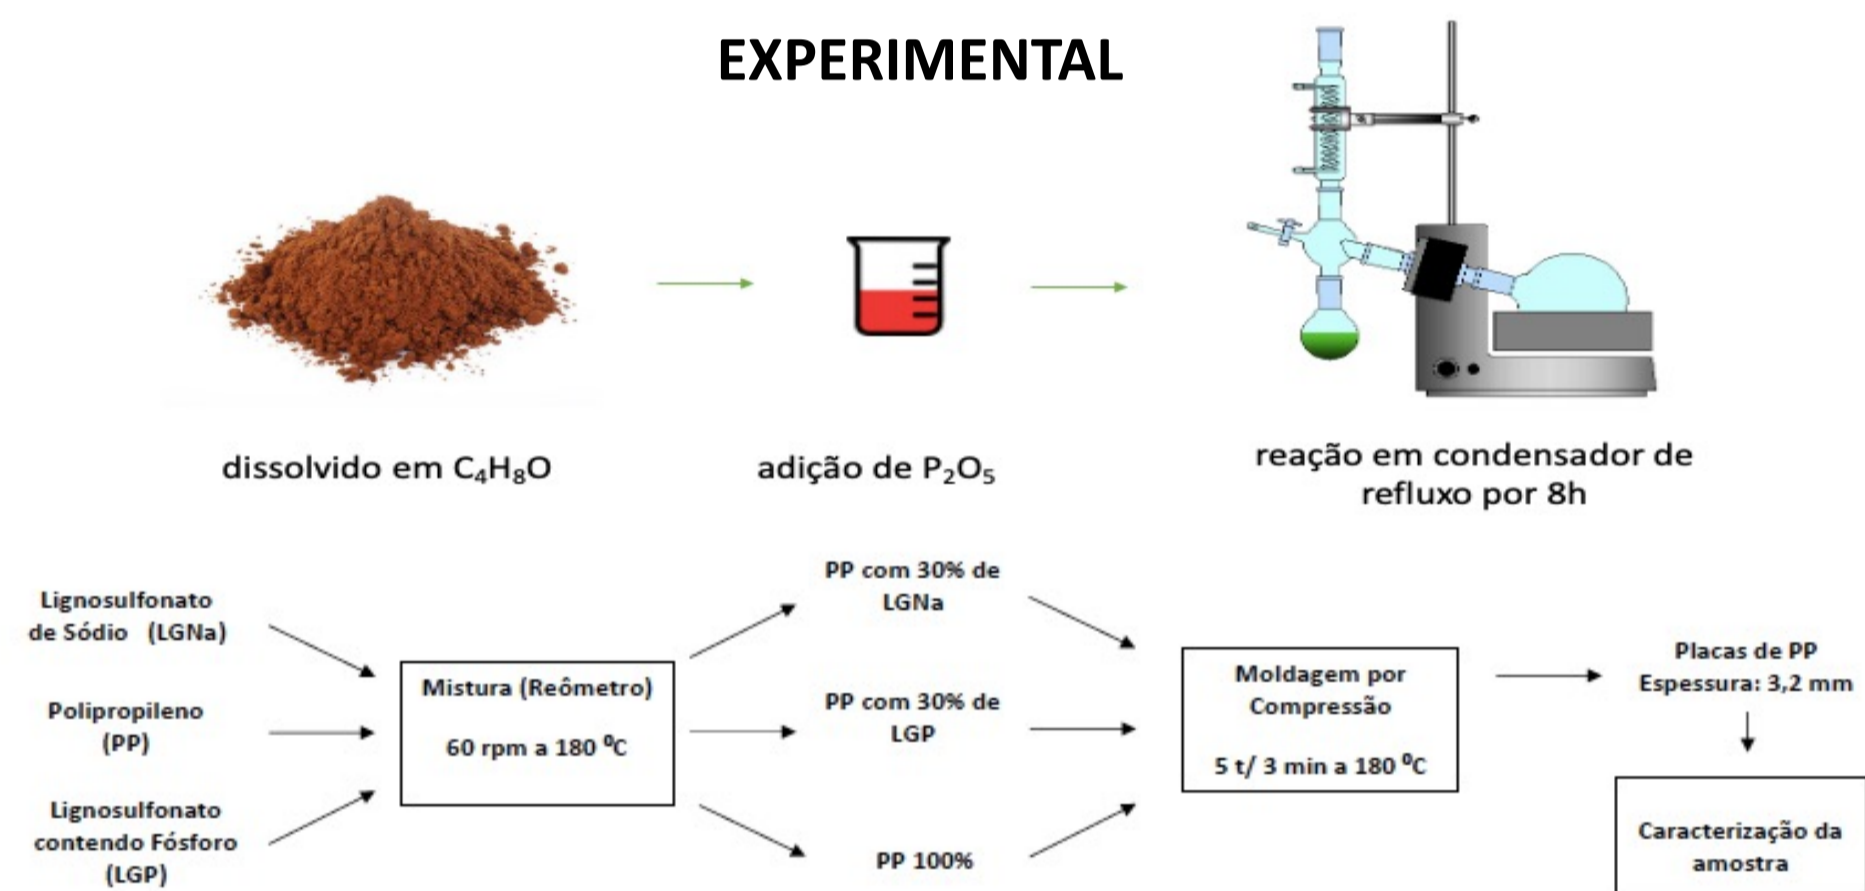 EXPERIMENTAL
dissolvido em C₄H₈O
adição de P₂O₅
reação em condensador de
refluxo por 8h
Lignosulfonato
de Sódio (LGNa)
Polipropileno
(PP)
Lignosulfonato
contendo Fósforo
(LGP)
Mistura (Reômetro)
60 rpm a 180 ⁰C
PP com 30% de
LGNa
PP com 30% de
LGP
PP 100%
Moldagem por
Compressão
5 t/ 3 min a 180 ⁰C
Placas de PP
Espessura: 3,2 mm
Caracterização da
amostra